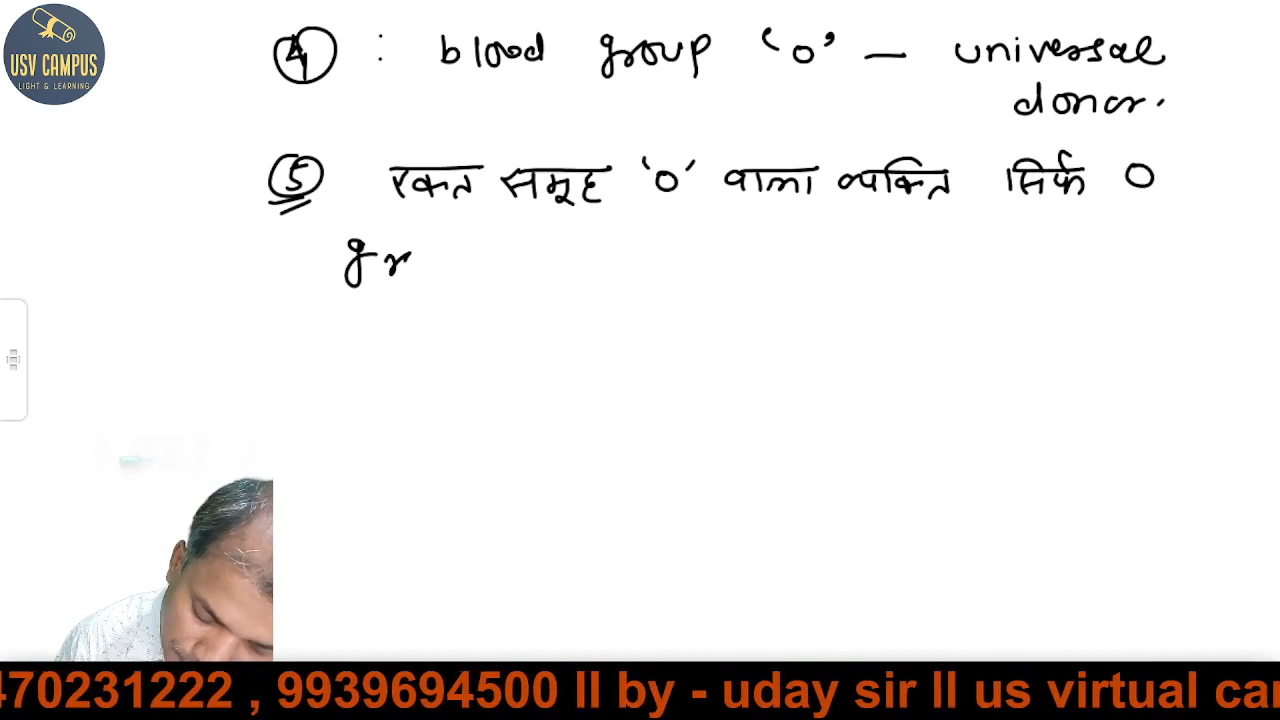 USV CAMPUS
LIGHT & LEARNING
4 : blood group 'o' — universal
donor.
5 रक्त समूह 'o' वाला व्यक्ति सिर्फ O
gr
470231222 , 9939694500 ll by - uday sir ll us virtual car